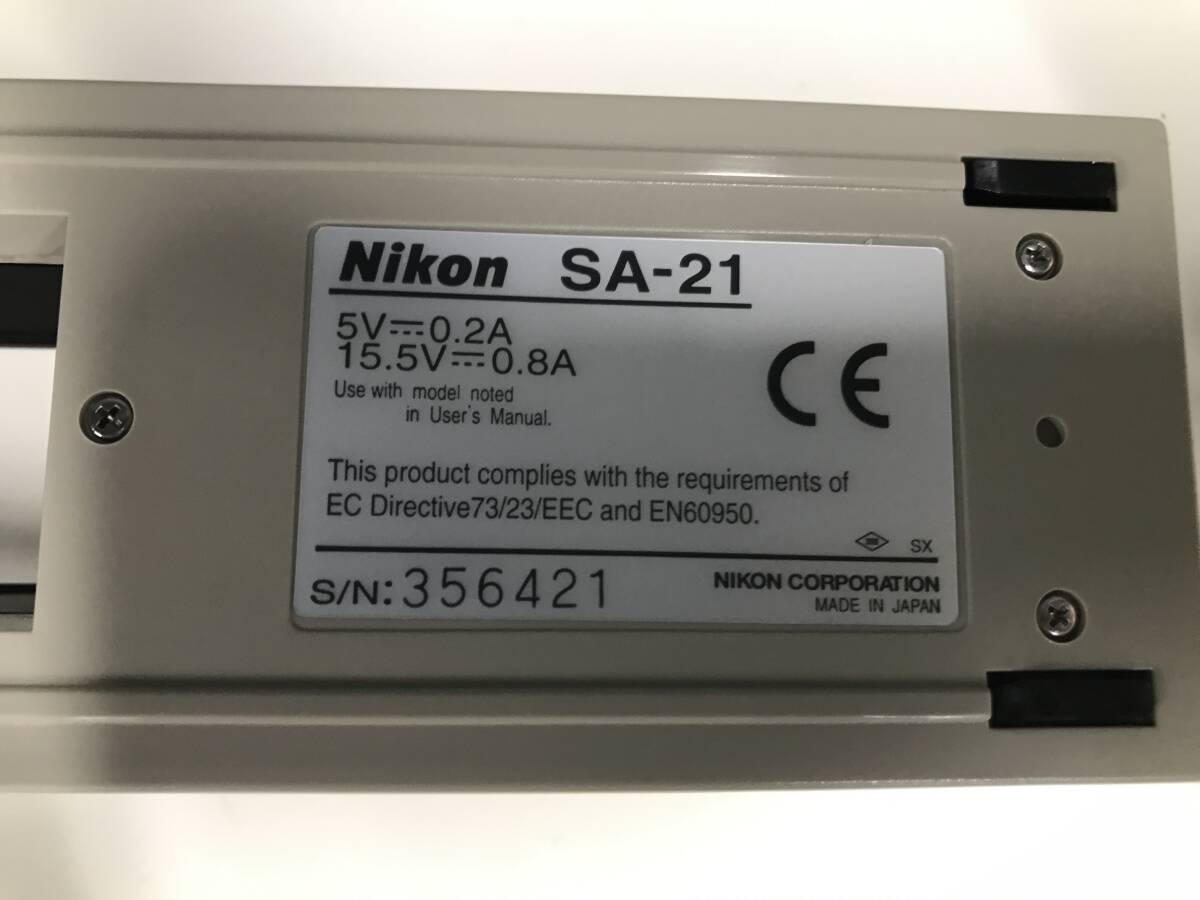 Nikon SA-21
5V⎓0.2A
15.5V⎓0.8A
Use with model noted
in User's Manual.
CE
This product complies with the requirements of
EC Directive73/23/EEC and EN60950.
SX
S/N:356421
NIKON CORPORATION
MADE IN JAPAN